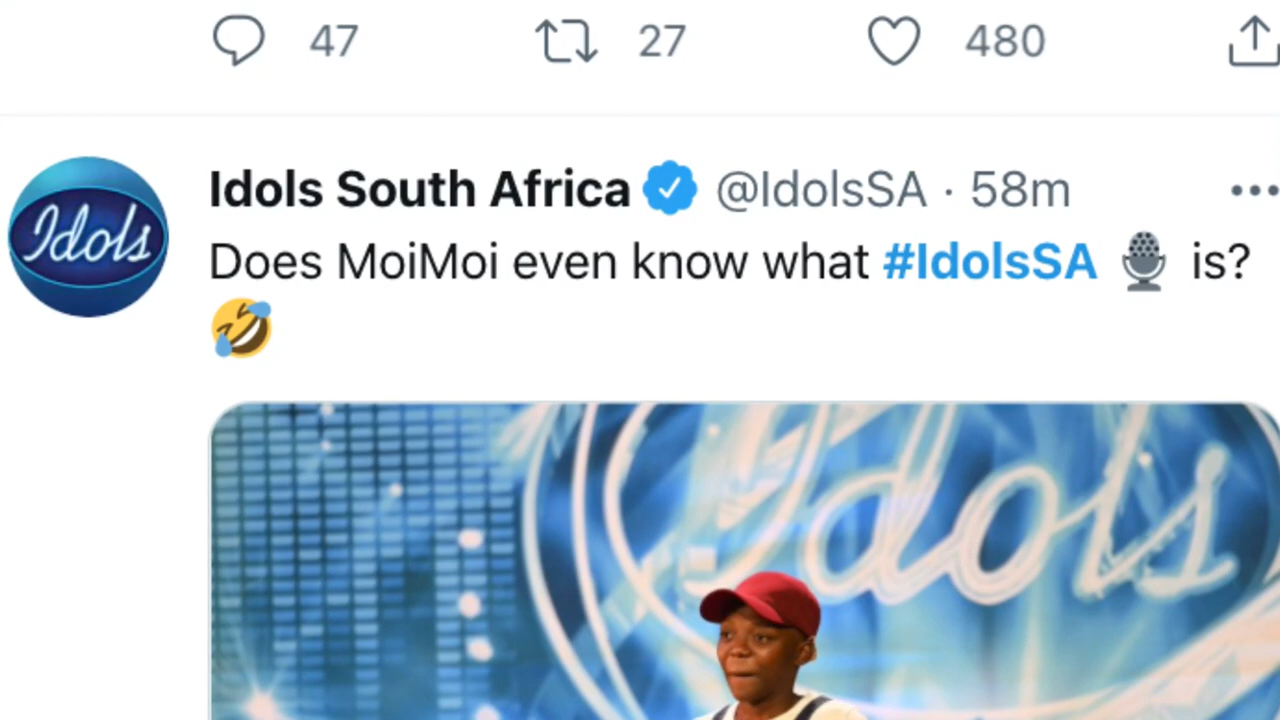 47 27 480
Idols South Africa @IdolsSA · 58m
Idols
Does MoiMoi even know what #IdolsSA 🎙 is?
🤣
Idols